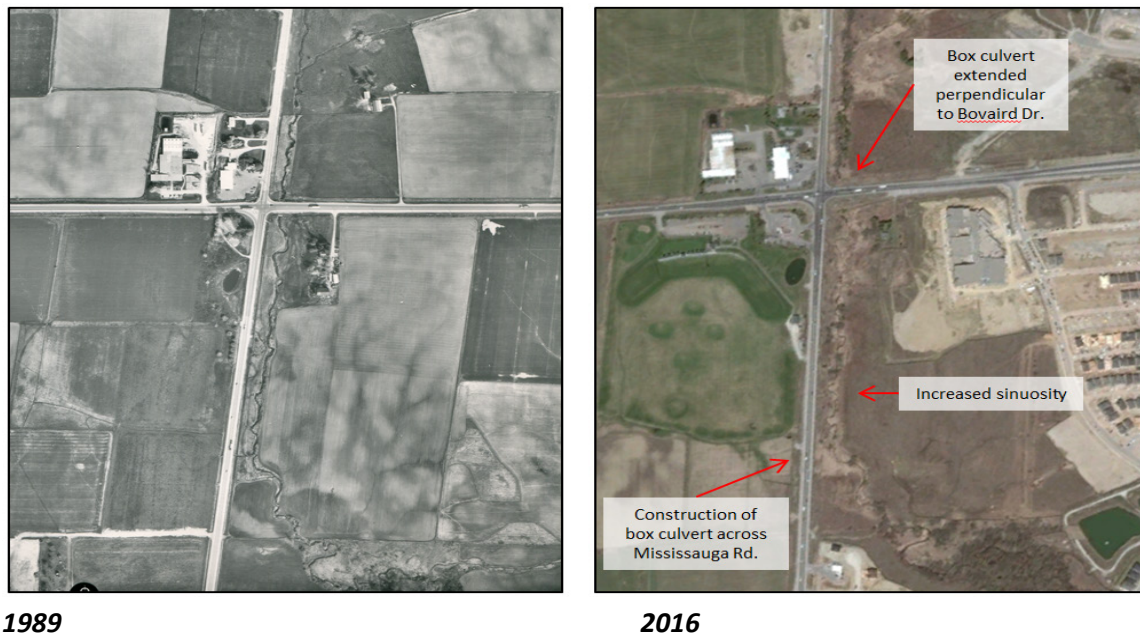 Box culvert
extended
perpendicular
to Bovaird Dr.
Increased sinuosity
Construction of
box culvert across
Mississauga Rd.
1989
2016